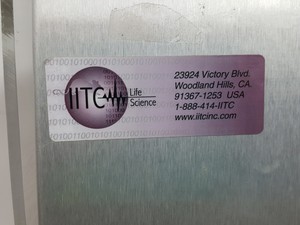 IITC Life Science
23924 Victory Blvd.
Woodland Hills, CA.
91367-1253 USA
1-888-414-IITC
www.iitcinc.com